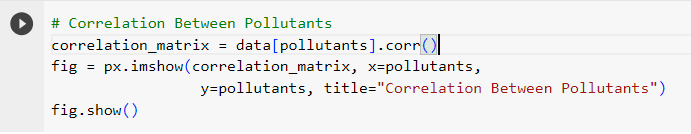 # Correlation Between Pollutants
correlation_matrix = data[pollutants].corr()
fig = px.imshow(correlation_matrix, x=pollutants,
y=pollutants, title="Correlation Between Pollutants")
fig.show()